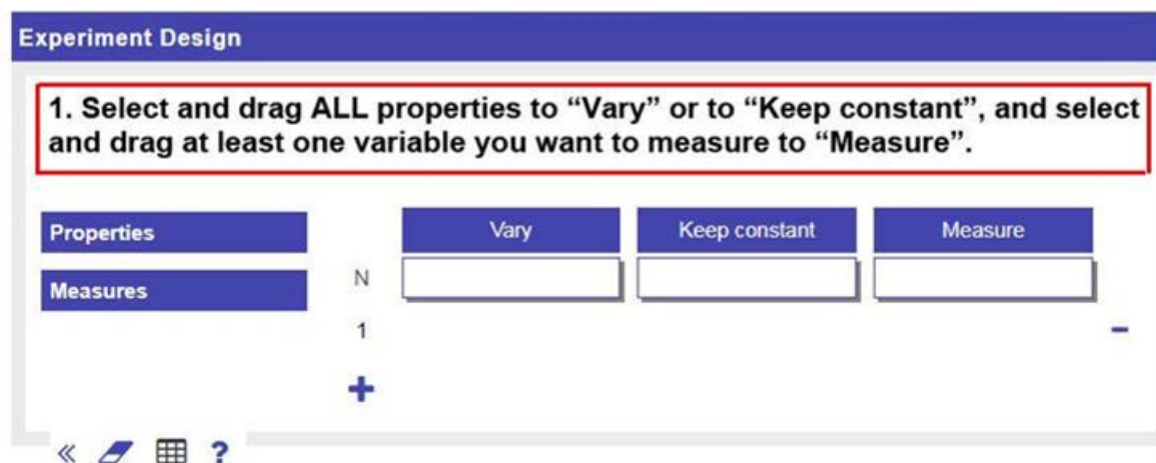 Experiment Design
1. Select and drag ALL properties to “Vary” or to “Keep constant”, and select
and drag at least one variable you want to measure to “Measure”.
Properties
Vary
Keep constant
Measure
Measures
N
1
?